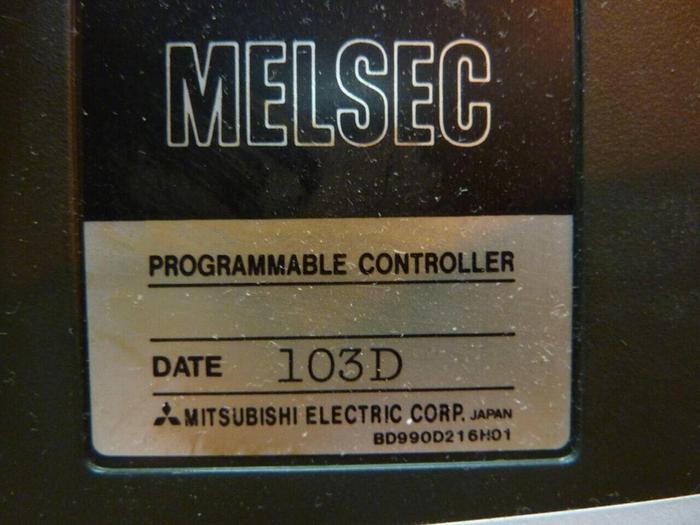 MELSEC
PROGRAMMABLE CONTROLLER
DATE 103D
MITSUBISHI ELECTRIC CORP. JAPAN
BD990D216H01